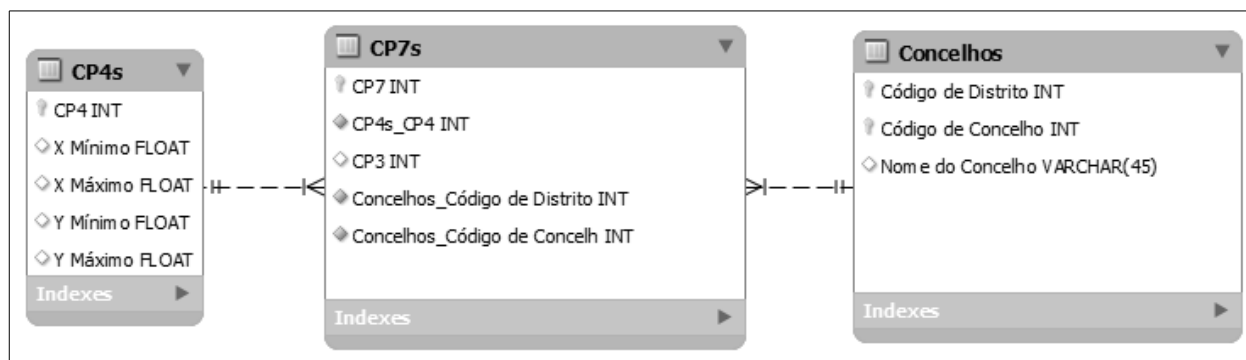 CP4s
CP4 INT
X Mínimo FLOAT
X Máximo FLOAT
Y Mínimo FLOAT
Y Máximo FLOAT
Indexes
CP7s
CP7 INT
CP4s_CP4 INT
CP3 INT
Concelhos_Código de Distrito INT
Concelhos_Código de Concelh INT
Indexes
Concelhos
Código de Distrito INT
Código de Concelho INT
Nome do Concelho VARCHAR(45)
Indexes